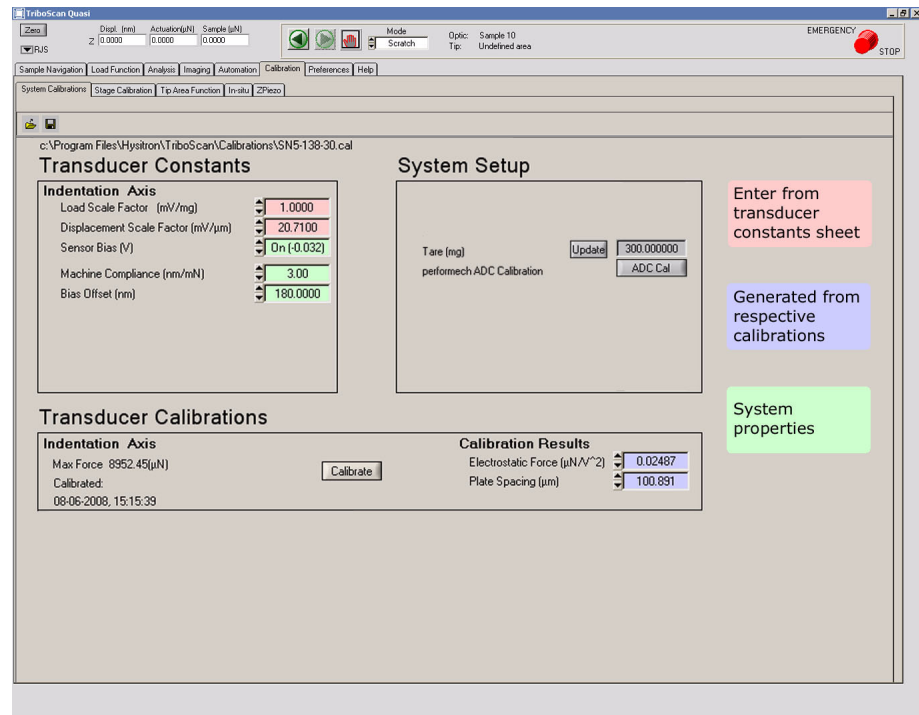 TriboScan Quasi
Zero
Displ. (nm) Actuation(µN) Sample (µN)
Z 0.0000 0.0000 0.0000
RJS
Mode
Scratch
Optic: Sample 10
Tip: Undefined area
EMERGENCY
STOP
Sample Navigation Load Function Analysis Imaging Automation Calibration Preferences Help
System Calibrations Stage Calibration Tip Area Function In-situ ZPiezo
c:\Program Files\Hysitron\TriboScan\Calibrations\SN5-138-30.cal
Transducer Constants
Indentation Axis
Load Scale Factor (mV/mg) 1.0000
Displacement Scale Factor (mV/µm) 20.7100
Sensor Bias (V) On (-0.032)
Machine Compliance (nm/mN) 3.00
Bias Offset (nm) 180.0000
System Setup
Tare (mg) Update 300.000000
performech ADC Calibration ADC Cal
Enter from
transducer
constants sheet
Generated from
respective
calibrations
System
properties
Transducer Calibrations
Indentation Axis
Max Force 8952.45(µN)
Calibrated:
08-06-2008, 15:15:39
Calibrate
Calibration Results
Electrostatic Force (µN/V^2) 0.02487
Plate Spacing (µm) 100.891